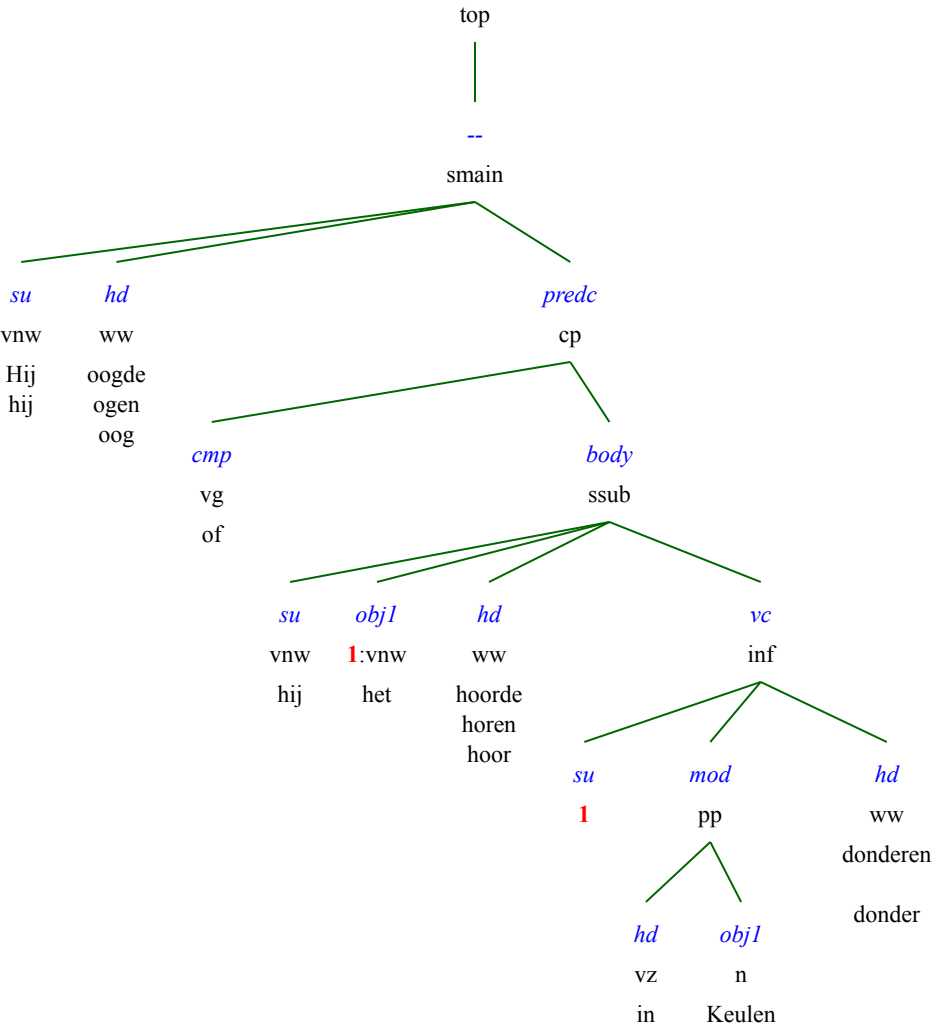 top
--
smain
su hd predc
vnw ww cp
Hij oogde
hij ogen
oog
cmp body
vg ssub
of
su obj1 hd vc
vnw 1:vnw ww inf
hij het hoorde
horen
hoor
su mod hd
1 pp ww
donderen
donder
hd obj1
vz n
in Keulen